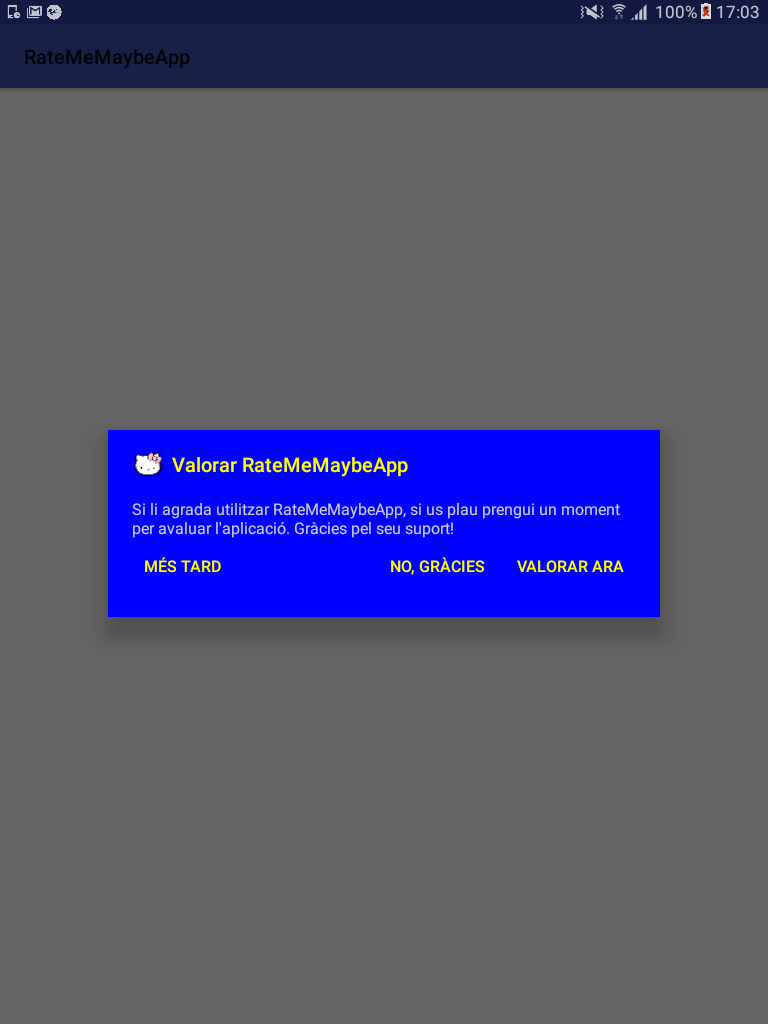 100% 17:03
RateMeMaybeApp
Valorar RateMeMaybeApp
Si li agrada utilitzar RateMeMaybeApp, si us plau prengui un moment
per avaluar l'aplicació. Gràcies pel seu suport!
MÉS TARD NO, GRÀCIES VALORAR ARA